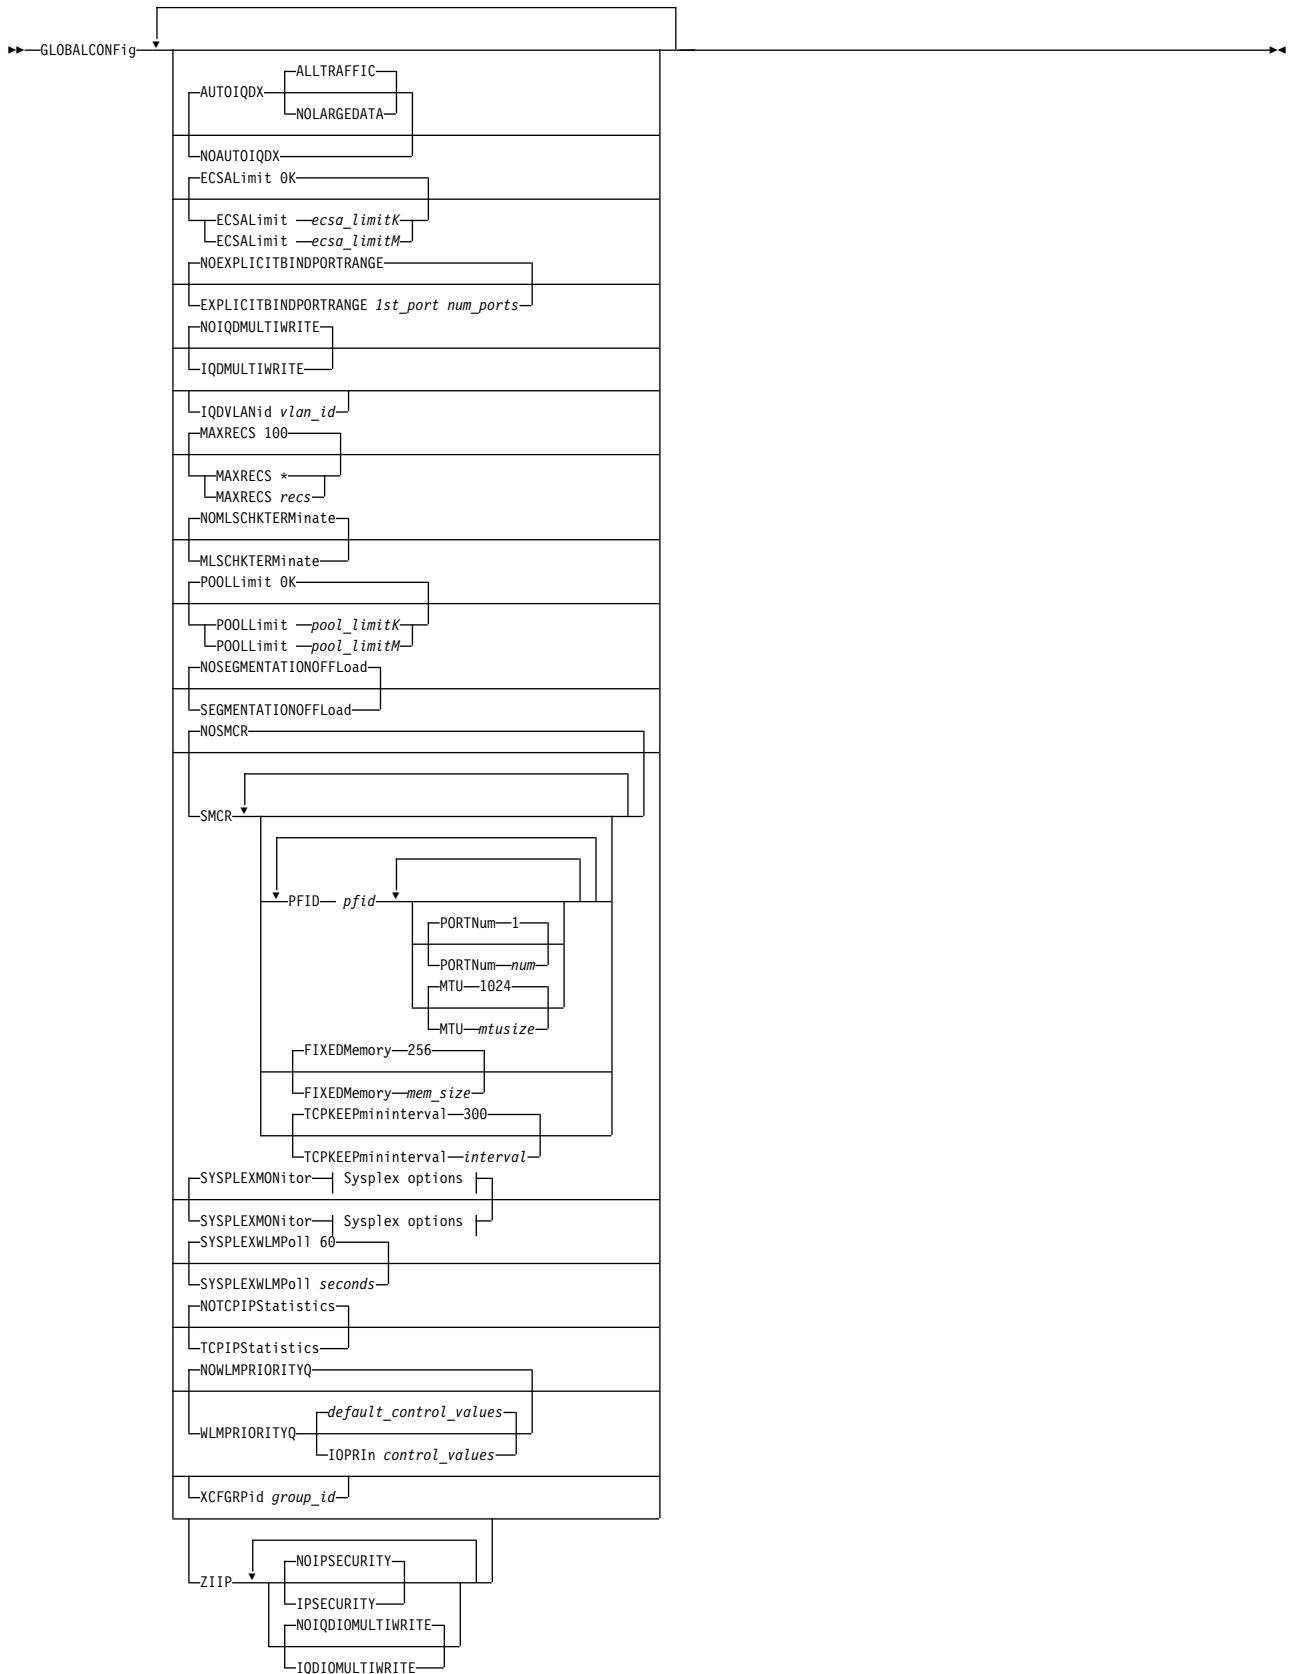 GLOBALCONFig
ALLTRAFFIC
AUTOIQDX
NOLARGEDATA
NOAUTOIQDX
ECSALimit 0K
ECSALimit ecsa_limitK
ECSALimit ecsa_limitM
NOEXPLICITBINDPORTRANGE
EXPLICITBINDPORTRANGE 1st_port num_ports
NOIQDMULTIWRITE
IQDMULTIWRITE
IQDVLANid vlan_id
MAXRECS 100
MAXRECS *
MAXRECS recs
NOMLSCHKTERMinate
MLSCHKTERMinate
POOLLimit 0K
POOLLimit pool_limitK
POOLLimit pool_limitM
NOSEGMENTATIONOFFLoad
SEGMENTATIONOFFLoad
NOSMCR
SMCR
PFID pfid
PORTNum 1
PORTNum num
MTU 1024
MTU mtusize
FIXEDMemory 256
FIXEDMemory mem_size
TCPKEEPmininterval 300
TCPKEEPmininterval interval
SYSPLEXMONitor Sysplex options
SYSPLEXMONitor Sysplex options
SYSPLEXWLMPoll 60
SYSPLEXWLMPoll seconds
NOTCPIPStatistics
TCPIPStatistics
NOWLMPRIORITYQ
default_control_values
WLMPRIORITYQ
IOPRIn control_values
XCFGRPid group_id
NOIPSECURITY
ZIIP
IPSECURITY
NOIQDIOMULTIWRITE
IQDIOMULTIWRITE